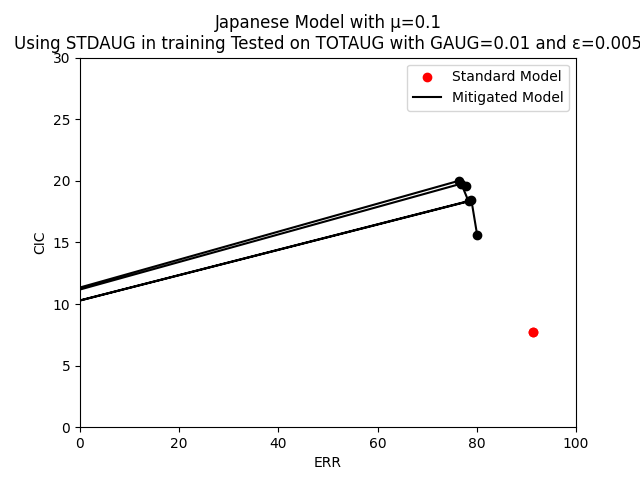 Japanese Model with μ=0.1
Using STDAUG in training Tested on TOTAUG with GAUG=0.01 and ε=0.005
Standard Model
Mitigated Model
30
25
20
15
10
5
0
CIC
0 20 40 60 80 100
ERR